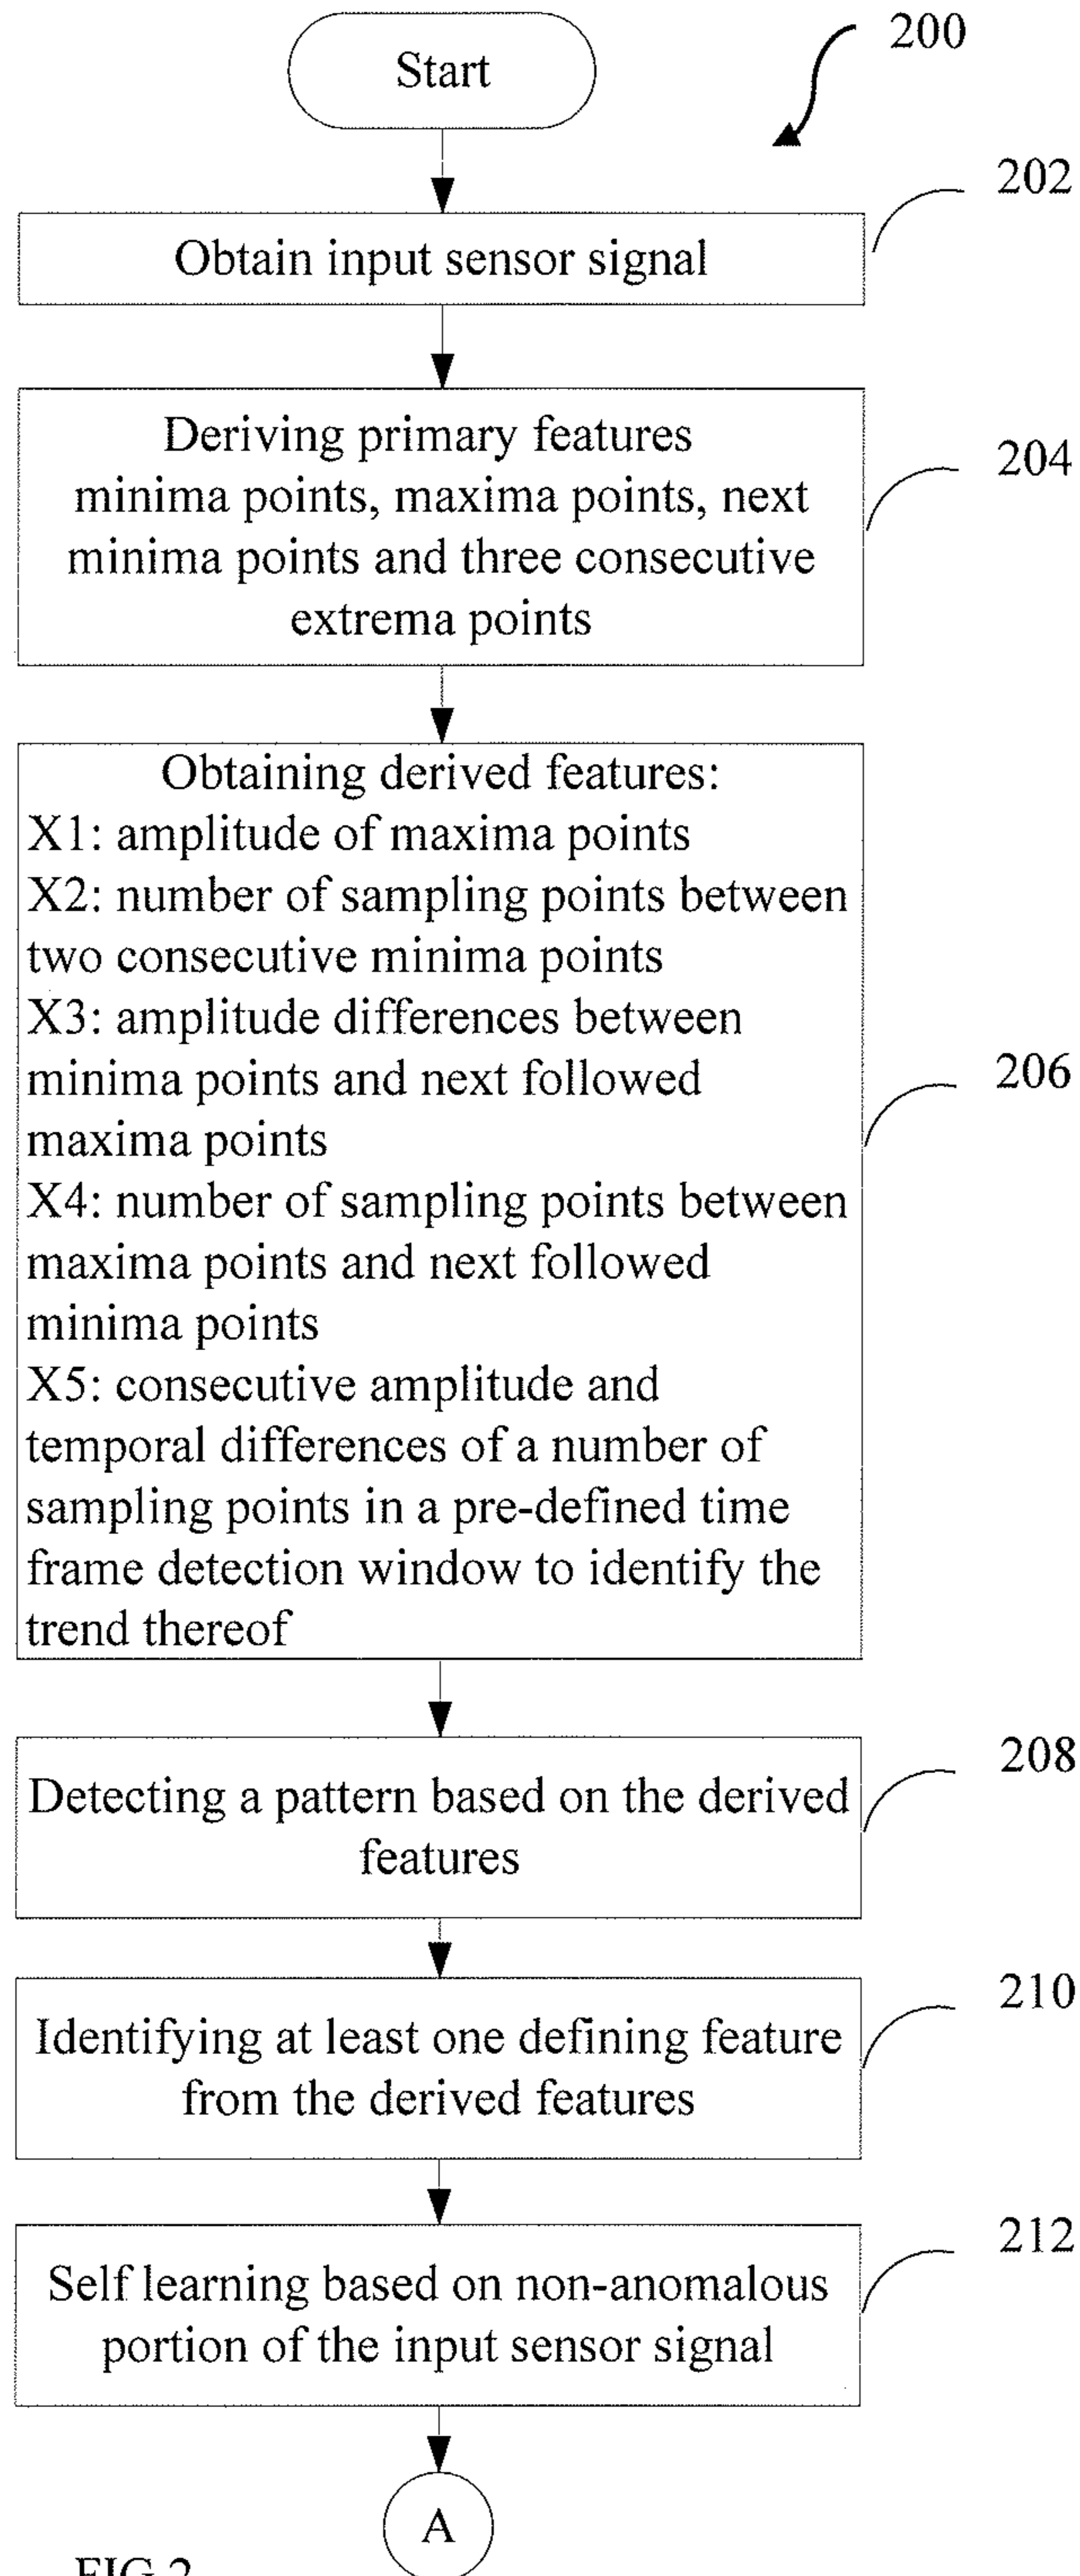 Start
200
Obtain input sensor signal
202
Deriving primary features
minima points, maxima points, next
minima points and three consecutive
extrema points
204
Obtaining derived features:
X1: amplitude of maxima points
X2: number of sampling points between
two consecutive minima points
X3: amplitude differences between
minima points and next followed
maxima points
X4: number of sampling points between
maxima points and next followed
minima points
X5: consecutive amplitude and
temporal differences of a number of
sampling points in a pre-defined time
frame detection window to identify the
trend thereof
206
Detecting a pattern based on the derived
features
208
Identifying at least one defining feature
from the derived features
210
Self learning based on non-anomalous
portion of the input sensor signal
212
A
FIG 2